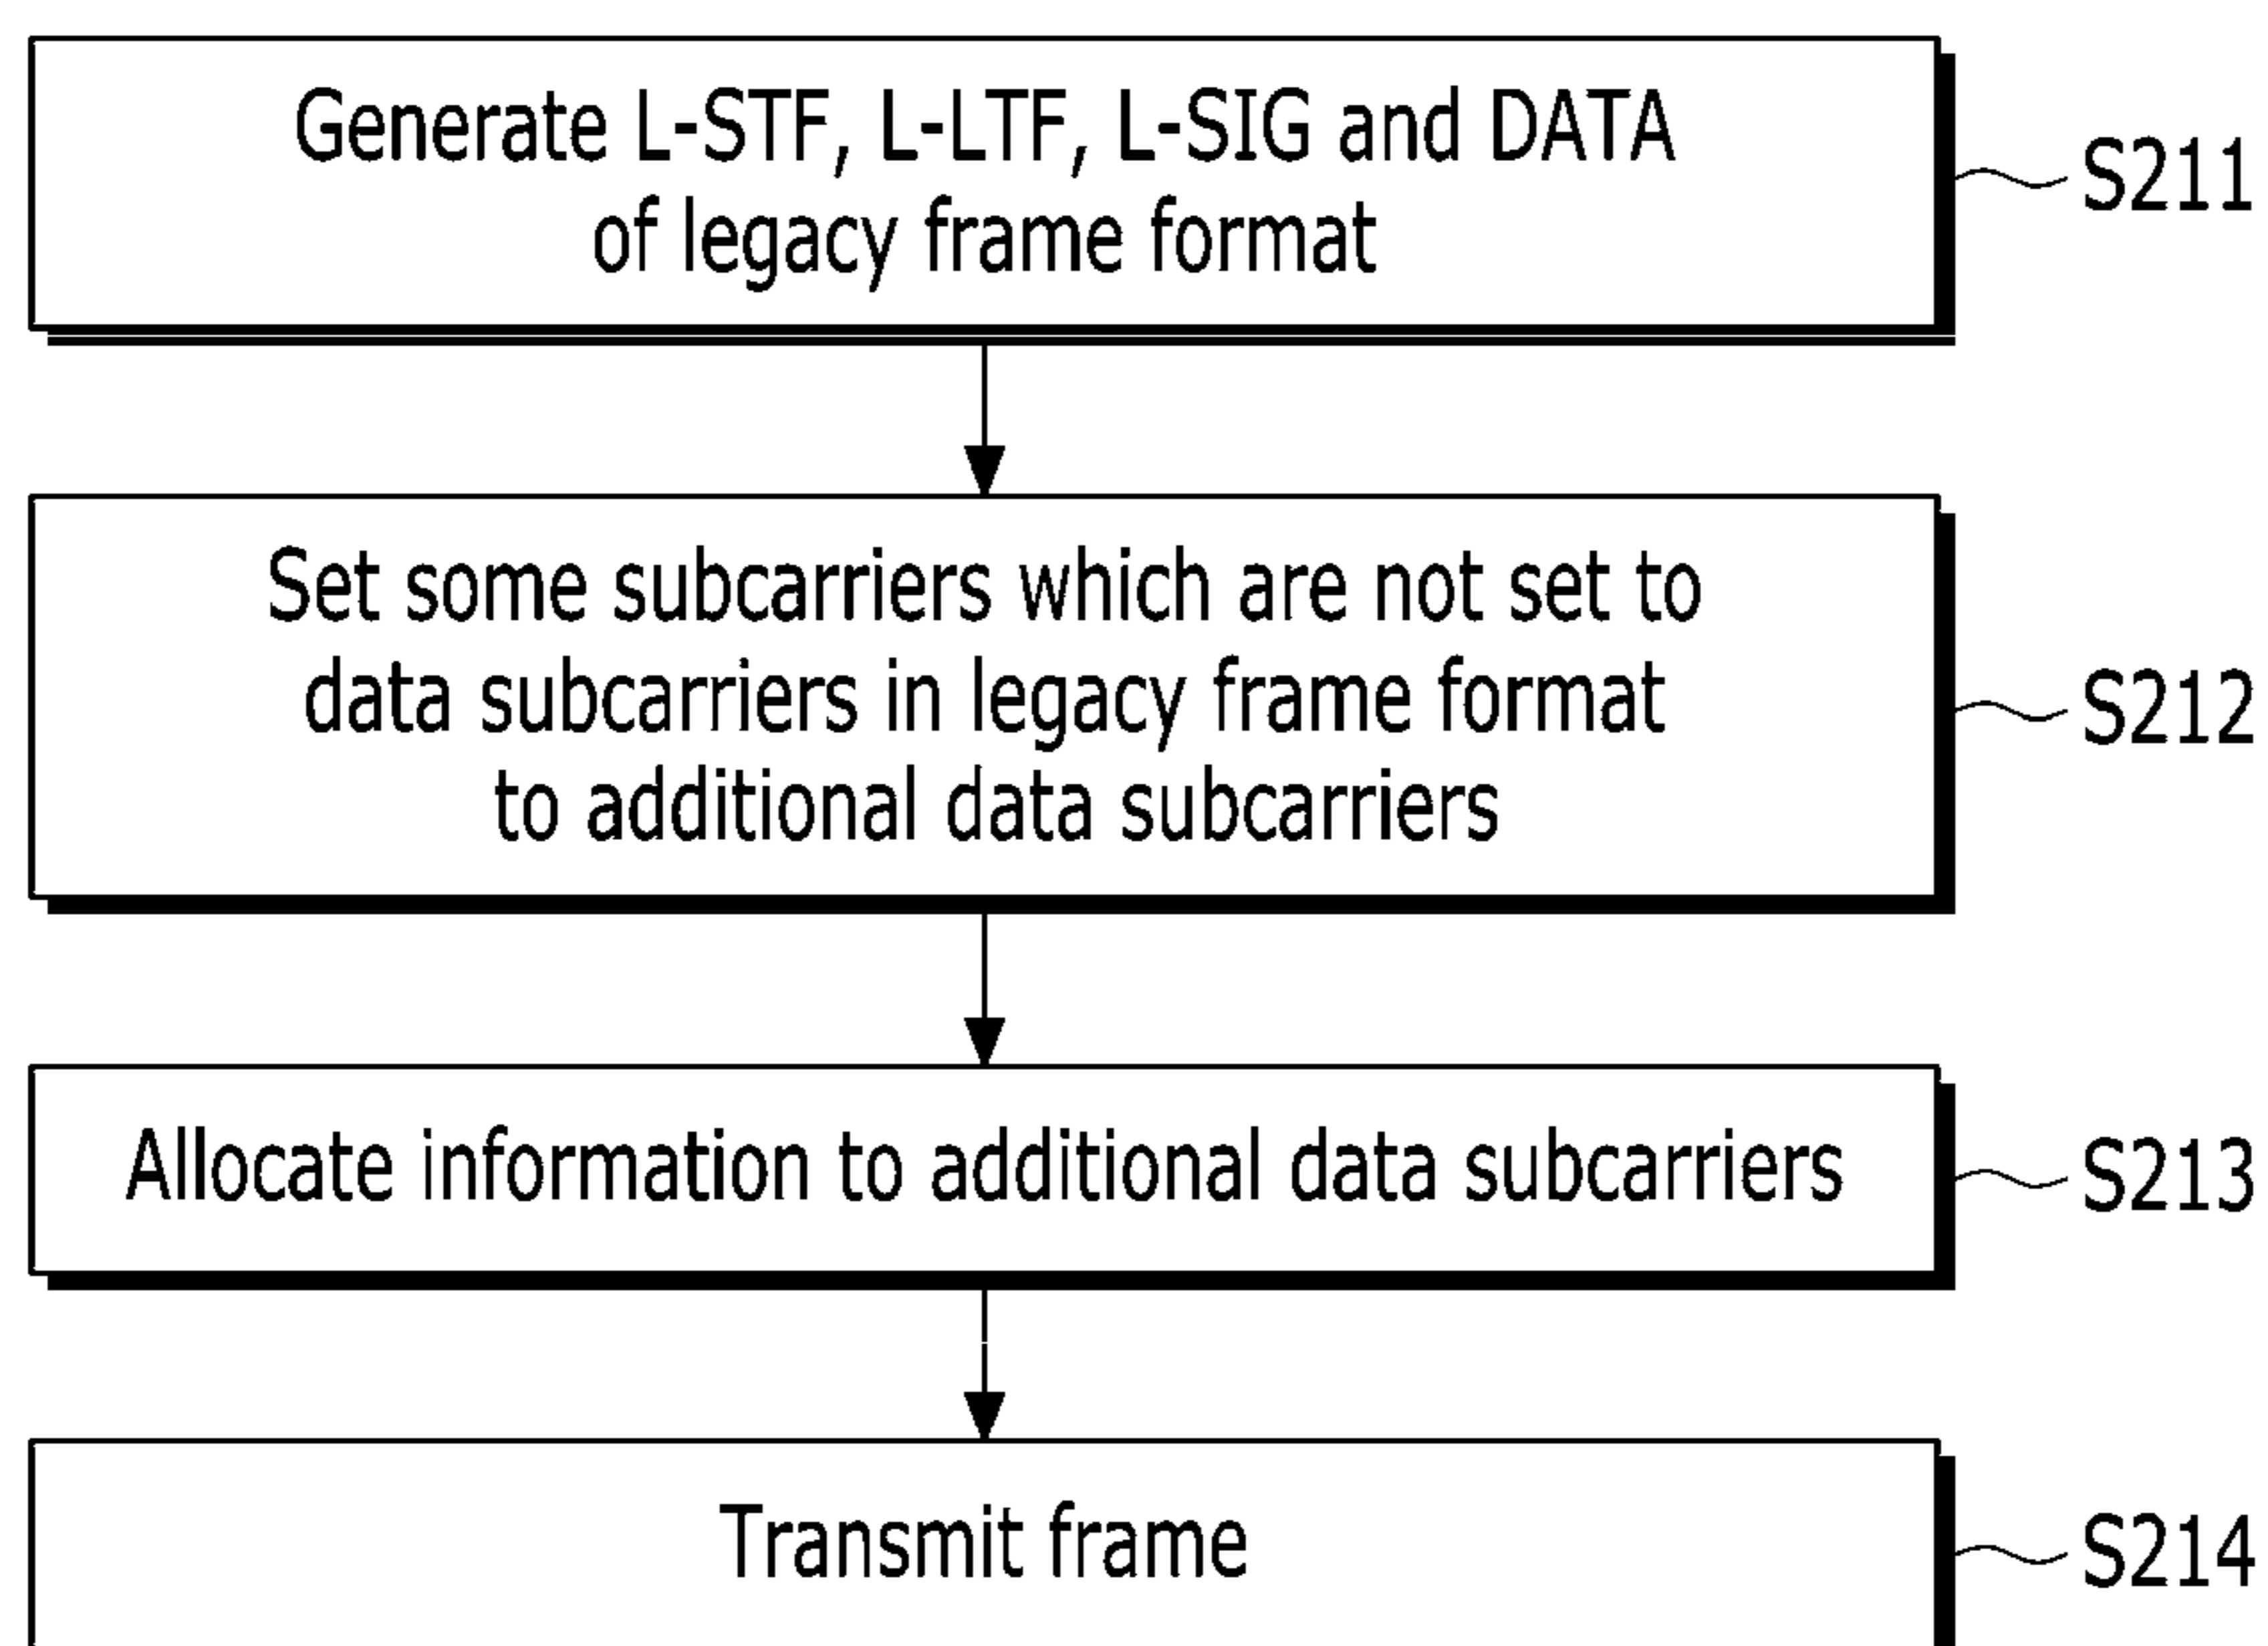 Generate L-STF, L-LTF, L-SIG and DATA
of legacy frame format
S211
Set some subcarriers which are not set to
data subcarriers in legacy frame format
to additional data subcarriers
S212
Allocate information to additional data subcarriers
S213
Transmit frame
S214